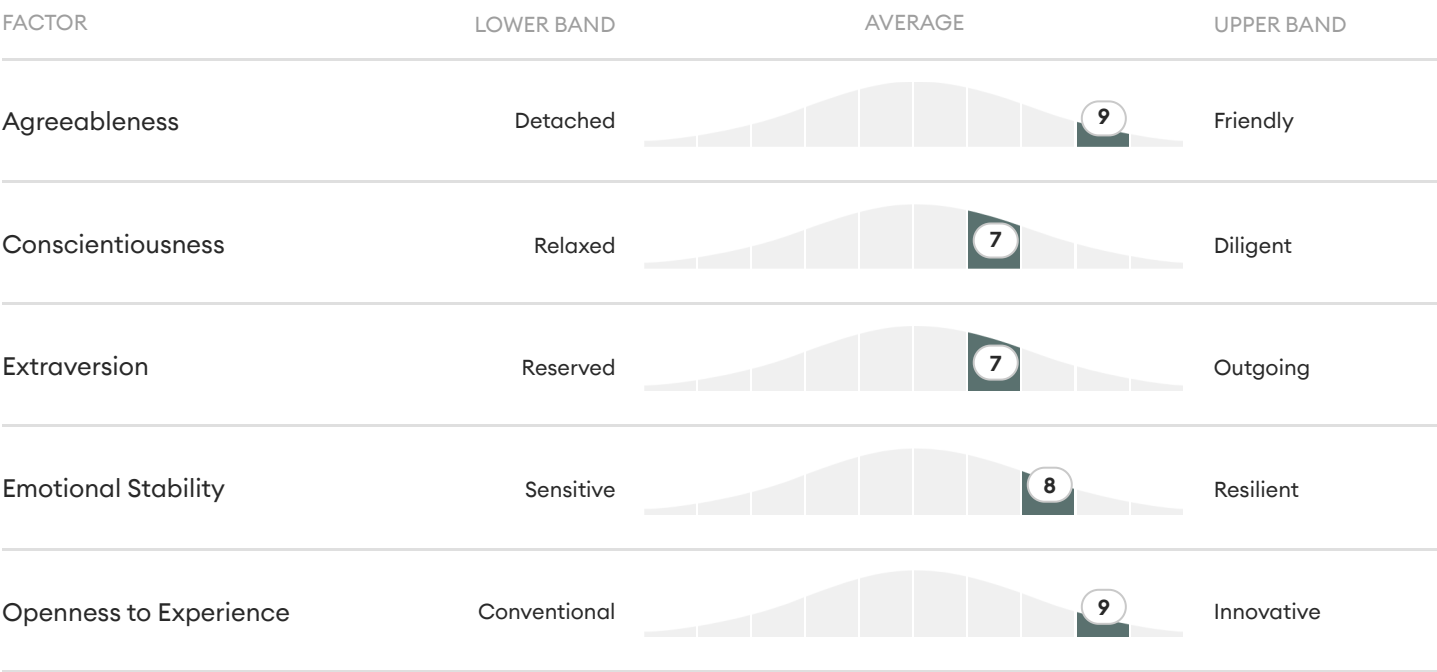 FACTOR LOWER BAND AVERAGE UPPER BAND
Agreeableness Detached 9 Friendly
Conscientiousness Relaxed 7 Diligent
Extraversion Reserved 7 Outgoing
Emotional Stability Sensitive 8 Resilient
Openness to Experience Conventional 9 Innovative